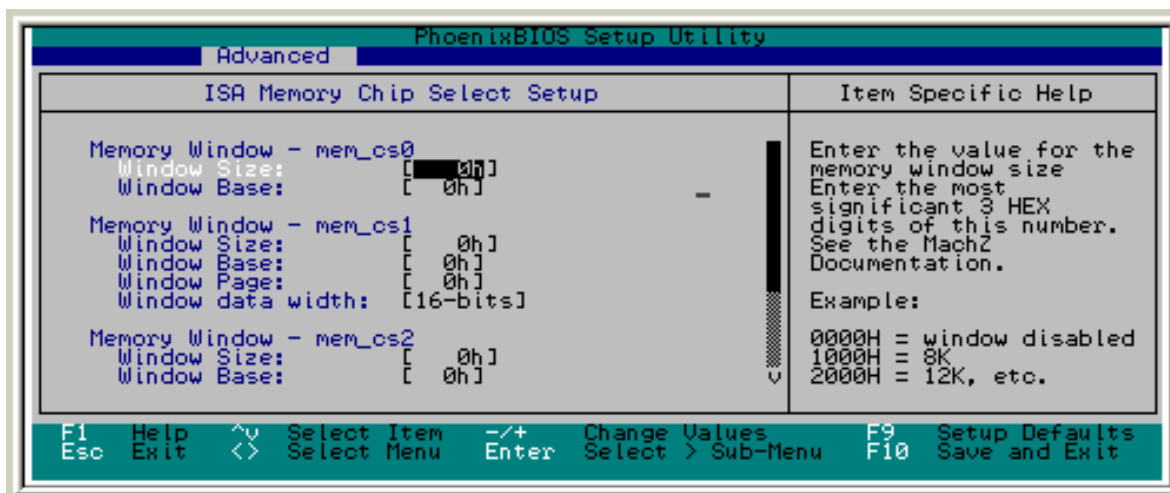 PhoenixBIOS Setup Utility
Advanced
ISA Memory Chip Select Setup
Memory Window - mem_cs0
Window Size: [ 0h]
Window Base: [ 0h]
Memory Window - mem_cs1
Window Size: [ 0h]
Window Base: [ 0h]
Window Page: [ 0h]
Window data width: [16-bits]
Memory Window - mem_cs2
Window Size: [ 0h]
Window Base: [ 0h]
Item Specific Help
Enter the value for the
memory window size
Enter the most
significant 3 HEX
digits of this number.
See the MachZ
Documentation.
Example:
0000H = window disabled
1000H = 8K
2000H = 12K, etc.
F1 Help ^v Select Item -/+ Change Values F9 Setup Defaults
Esc Exit <> Select Menu Enter Select > Sub-Menu F10 Save and Exit